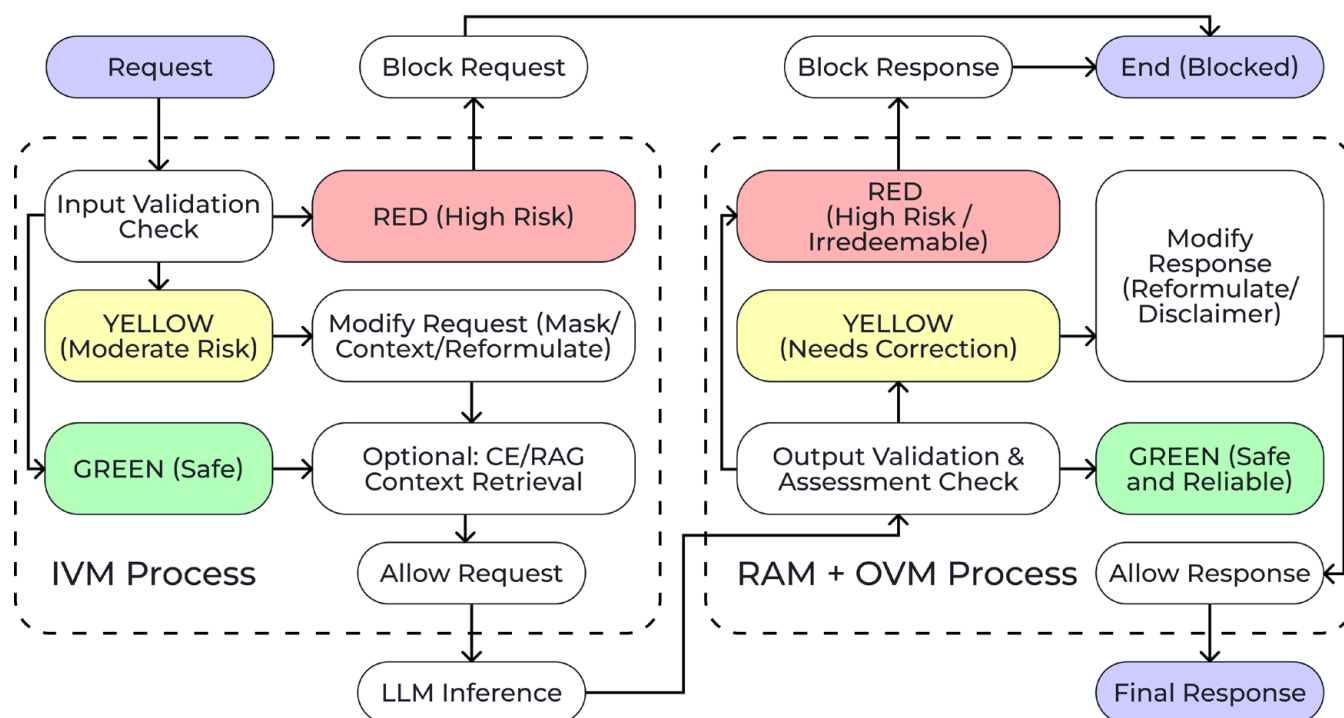 Request
Block Request
Block Response
End (Blocked)
Input Validation
Check
RED (High Risk)
YELLOW
(Moderate Risk)
Modify Request (Mask/
Context/Reformulate)
GREEN (Safe)
Optional: CE/RAG
Context Retrieval
IVM Process
Allow Request
LLM Inference
RED
(High Risk /
Irredeemable)
Modify
Response
(Reformulate/
Disclaimer)
YELLOW
(Needs Correction)
Output Validation &
Assessment Check
GREEN (Safe
and Reliable)
RAM + OVM Process
Allow Response
Final Response